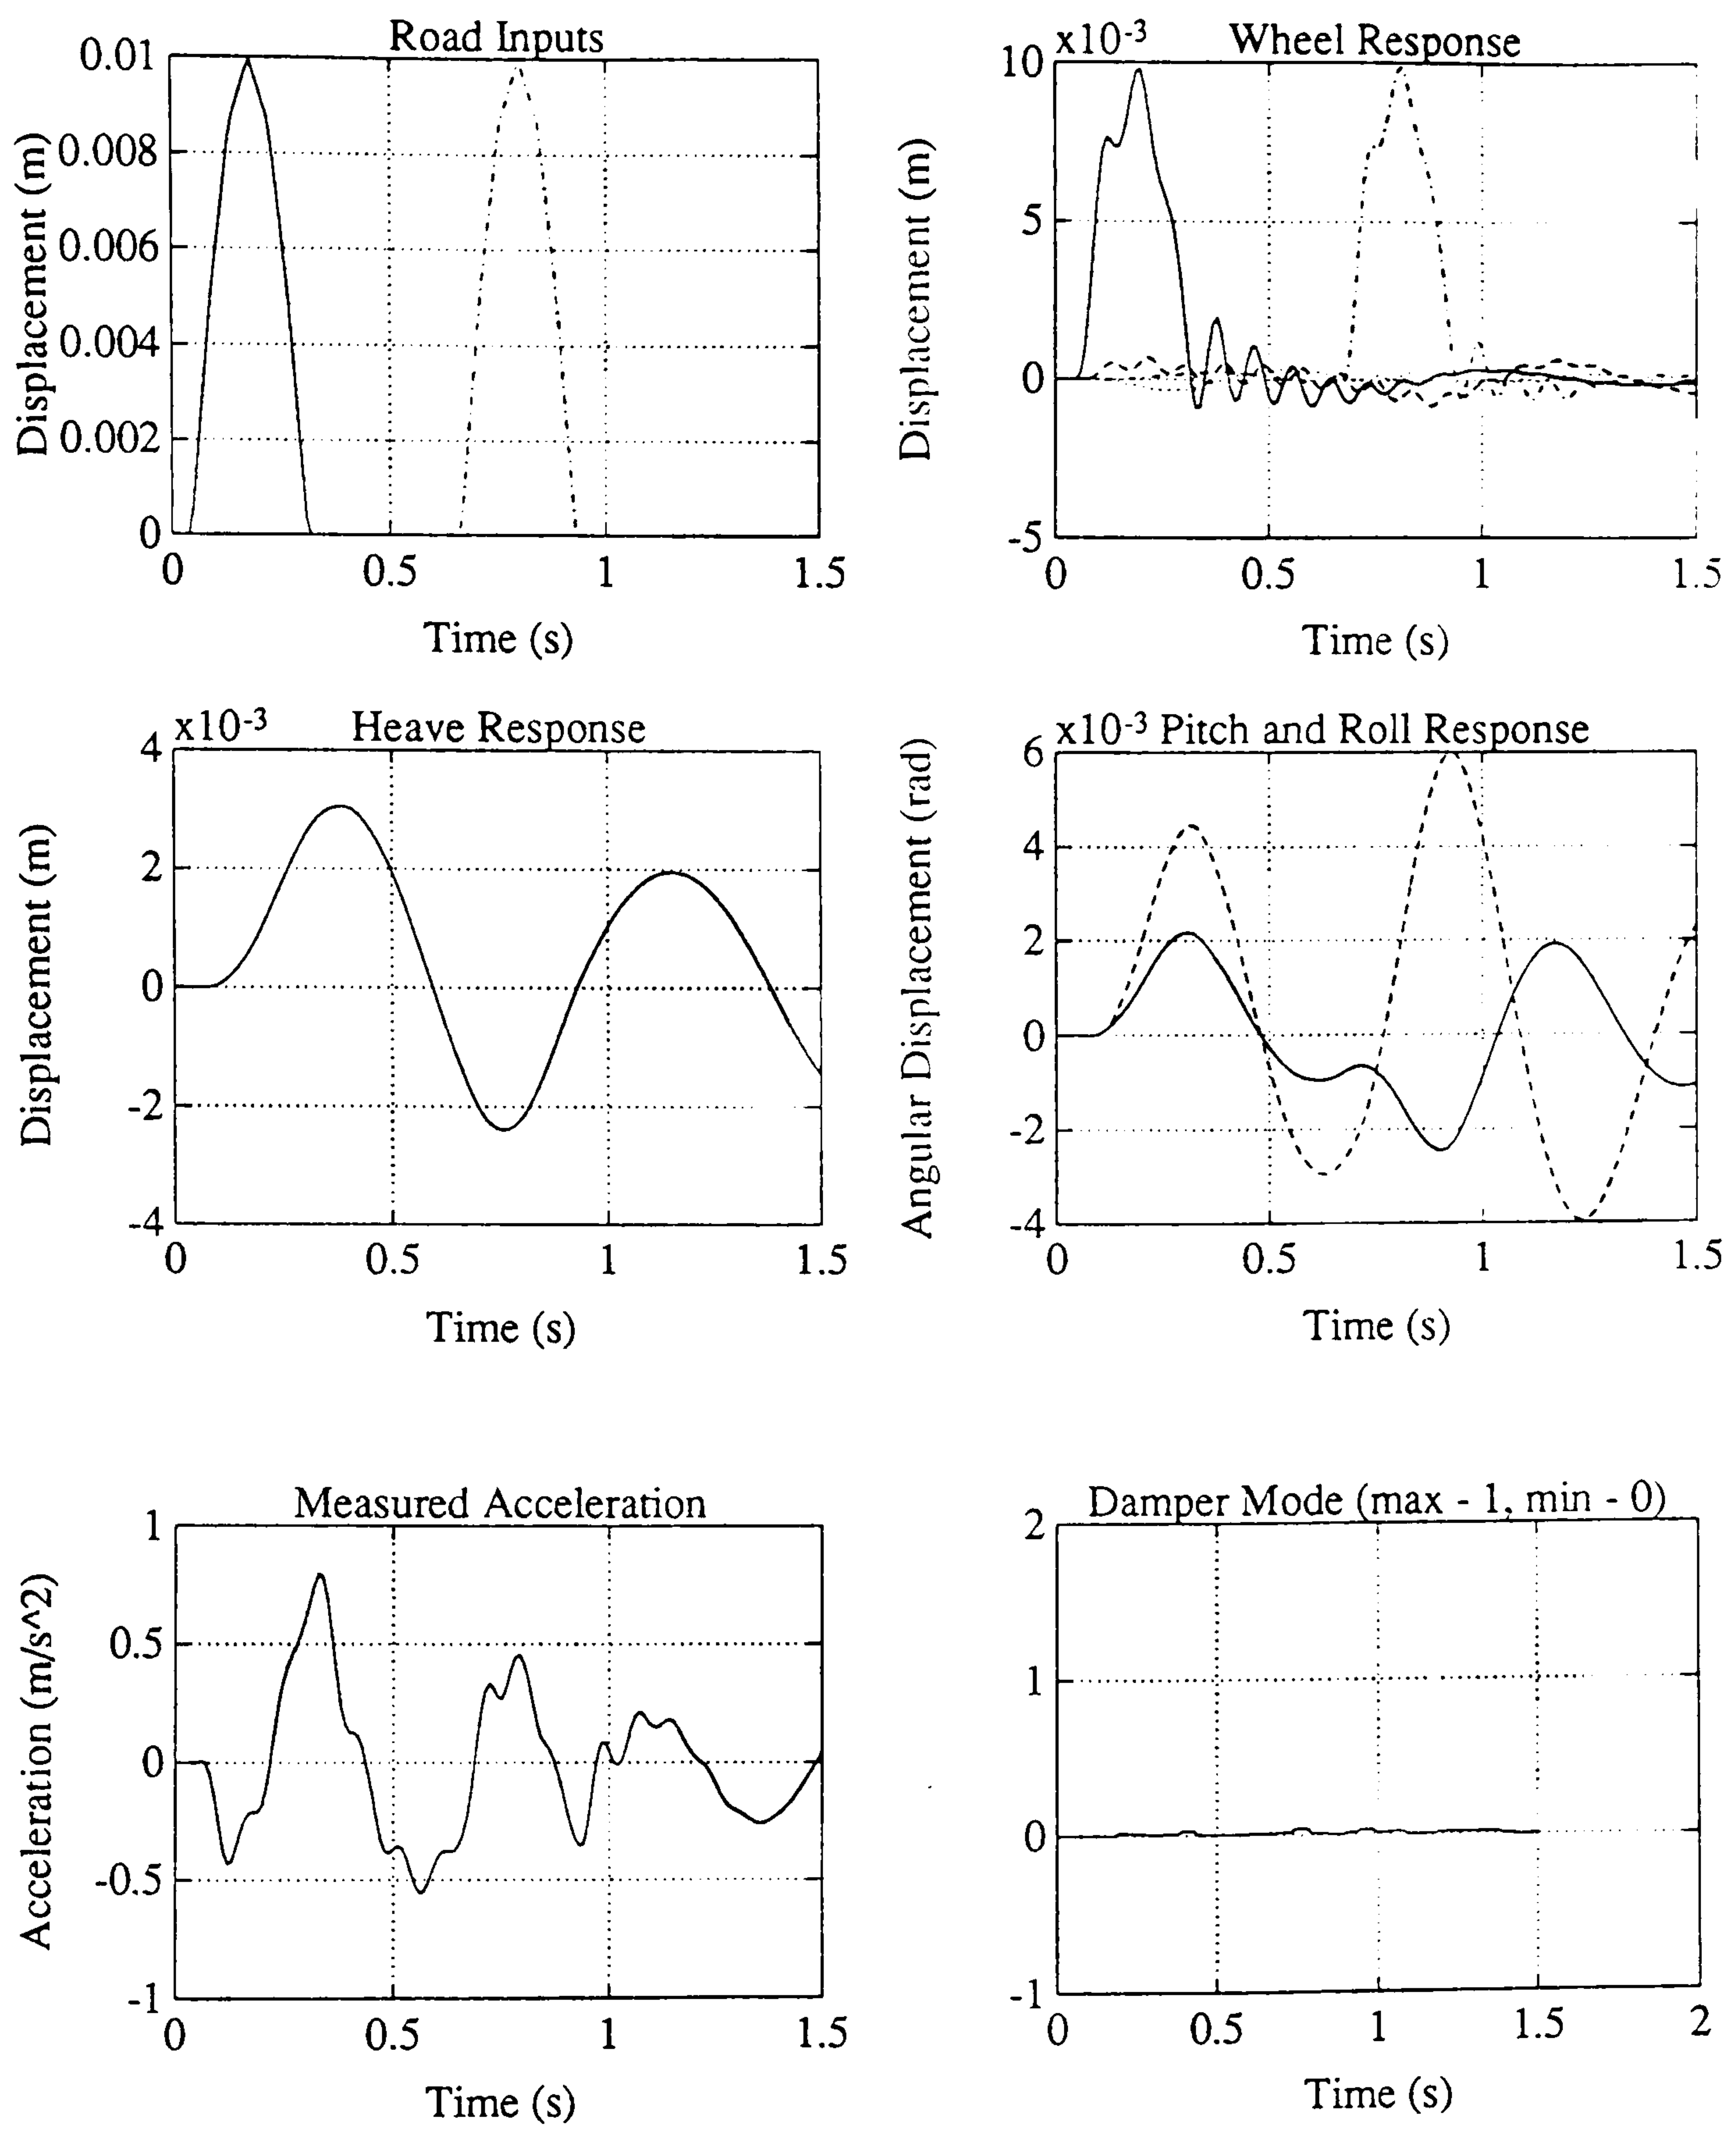 Road Inputs
0.01
0.008
0.006
0.004
0.002
0
Displacement (m)
0
0.5
1
1.5
Time (s)
x10-3
Wheel Response
10
5
0
-5
Displacement (m)
0
0.5
1
1.5
Time (s)
x10-3
Heave Response
4
2
0
-2
-4
Displacement (m)
0
0.5
1
1.5
Time (s)
x10-3 Pitch and Roll Response
6
4
2
0
-2
-4
Angular Displacement (rad)
0
0.5
1
1.5
Time (s)
Measured Acceleration
1
0.5
0
-0.5
-1
Acceleration (m/s^2)
0
0.5
1
1.5
Time (s)
Damper Mode (max - 1, min - 0)
2
1
0
-1
0
0.5
1
1.5
2
Time (s)